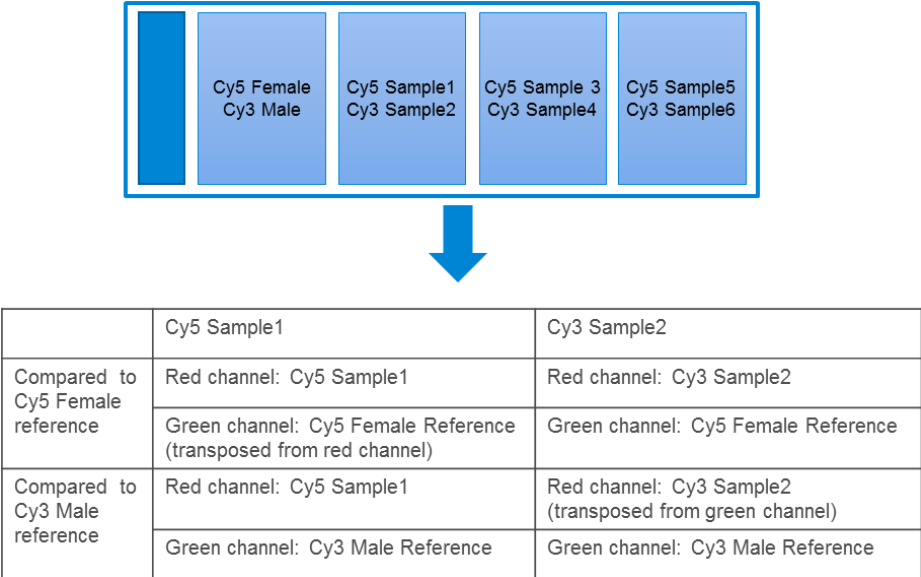 Cy5 Female
Cy3 Male
Cy5 Sample1
Cy3 Sample2
Cy5 Sample 3
Cy3 Sample4
Cy5 Sample5
Cy3 Sample6
Cy5 Sample1
Cy3 Sample2
Compared to
Cy5 Female
reference
Red channel: Cy5 Sample1
Red channel: Cy3 Sample2
Green channel: Cy5 Female Reference
(transposed from red channel)
Green channel: Cy5 Female Reference
Compared to
Cy3 Male
reference
Red channel: Cy5 Sample1
Red channel: Cy3 Sample2
(transposed from green channel)
Green channel: Cy3 Male Reference
Green channel: Cy3 Male Reference